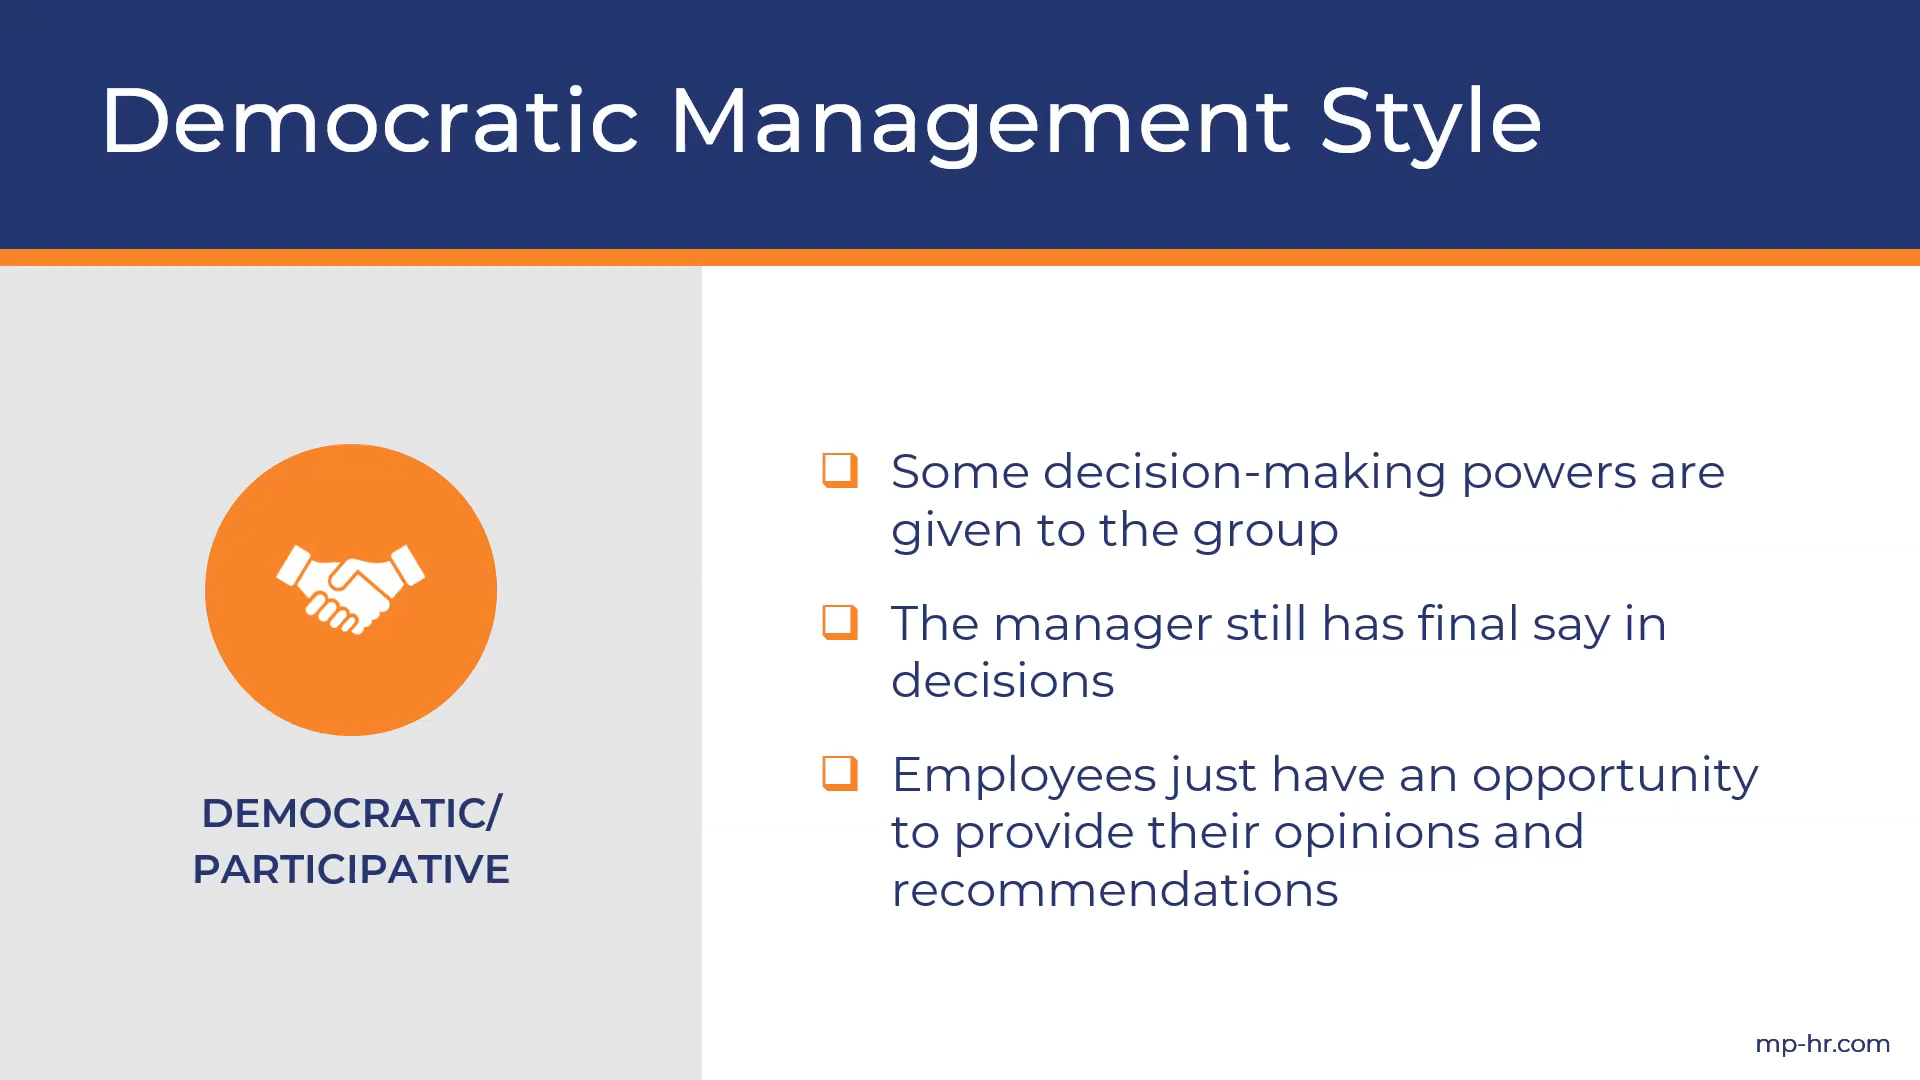 Democratic Management Style
DEMOCRATIC/
PARTICIPATIVE
Some decision-making powers are
given to the group
The manager still has final say in
decisions
Employees just have an opportunity
to provide their opinions and
recommendations
mp-hr.com